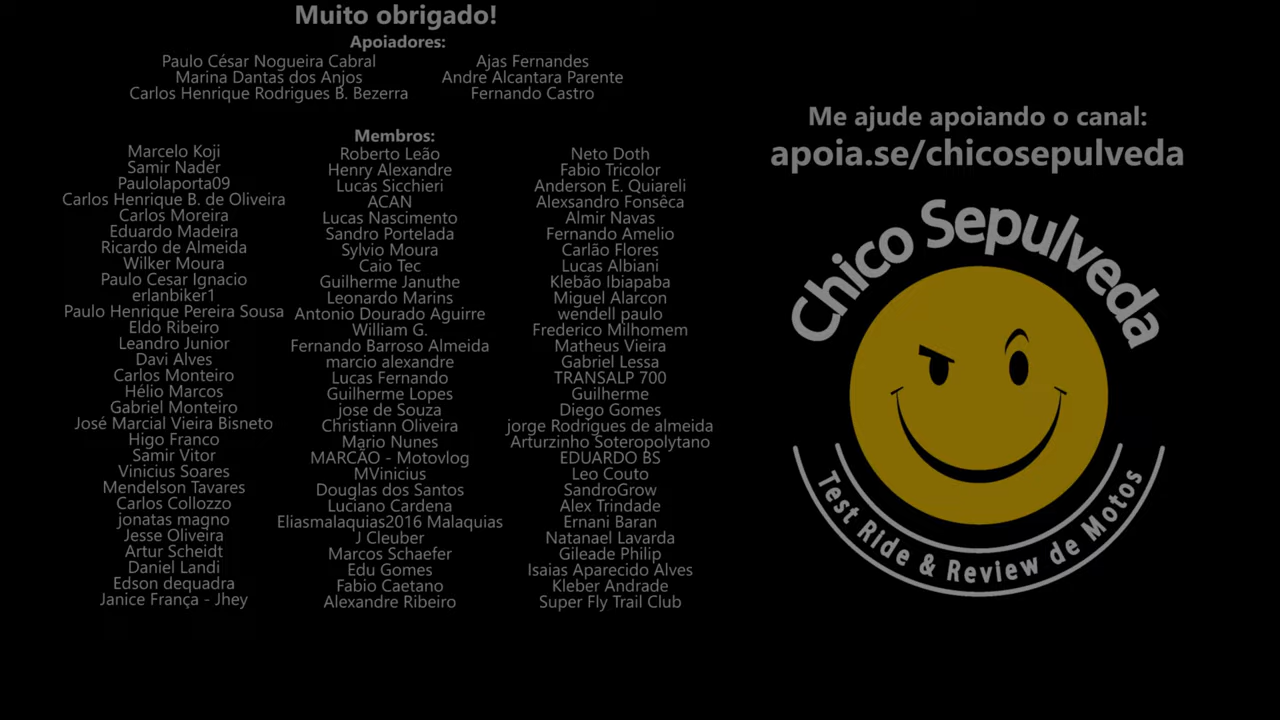 Muito obrigado!
Apoiadores:
Paulo César Nogueira Cabral
Marina Dantas dos Anjos
Carlos Henrique Rodrigues B. Bezerra
Ajas Fernandes
Andre Alcantara Parente
Fernando Castro
Membros:
Marcelo Koji
Samir Nader
Paulolaporta09
Carlos Henrique B. de Oliveira
Carlos Moreira
Eduardo Madeira
Ricardo de Almeida
Wilker Moura
Paulo Cesar Ignacio
erlanbiker1
Paulo Henrique Pereira Sousa
Eldo Ribeiro
Leandro Junior
Davi Alves
Carlos Monteiro
Hélio Marcos
Gabriel Monteiro
José Marcial Vieira Bisneto
Higo Franco
Samir Vitor
Vinicius Soares
Mendelson Tavares
Carlos Collozzo
jonatas magno
Jesse Oliveira
Artur Scheidt
Daniel Landi
Edson dequadra
Janice França - Jhey
Roberto Leão
Henry Alexandre
Lucas Sicchieri
ACAN
Lucas Nascimento
Sandro Portelada
Sylvio Moura
Caio Tec
Guilherme Januthe
Leonardo Marins
Antonio Dourado Aguirre
William G.
Fernando Barroso Almeida
marcio alexandre
Lucas Fernando
Guilherme Lopes
jose de Souza
Christiann Oliveira
Mario Nunes
MARCÃO - Motovlog
MVinicius
Douglas dos Santos
Luciano Cardena
Eliasmalaquias2016 Malaquias
J Cleuber
Marcos Schaefer
Edu Gomes
Fabio Caetano
Alexandre Ribeiro
Neto Doth
Fabio Tricolor
Anderson E. Quiareli
Alexsandro Fonsêca
Almir Navas
Fernando Amelio
Carlão Flores
Lucas Albiani
Klebão Ibiapaba
Miguel Alarcon
wendell paulo
Frederico Milhomem
Matheus Vieira
Gabriel Lessa
TRANSALP 700
Guilherme
Diego Gomes
jorge Rodrigues de almeida
Arturzinho Soteropolytano
EDUARDO BS
Leo Couto
SandroGrow
Alex Trindade
Ernani Baran
Natanael Lavarda
Gileade Philip
Isaias Aparecido Alves
Kleber Andrade
Super Fly Trail Club
Me ajude apoiando o canal:
apoia.se/chicosepulveda
Chico Sepulveda
Test Ride & Review de Motos